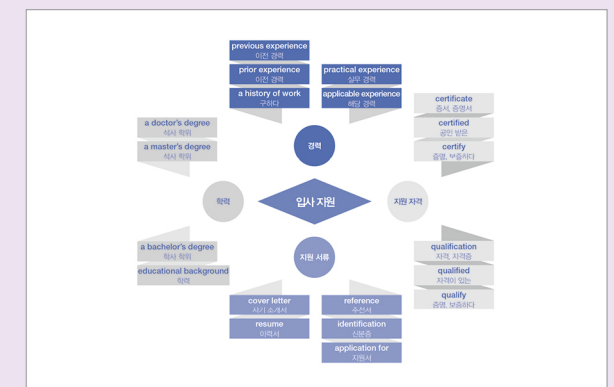 previous experience
이전 경력
prior experience
이전 경력
a history of work
구하다
practical experience
실무 경력
applicable experience
해당 경력
certificate
증서, 증명서
certified
공인 받은
certify
증명, 보증하다
a doctor's degree
석사 학위
a master's degree
석사 학위
경력
학력
입사 지원
지원 자격
지원 서류
a bachelor's degree
학사 학위
educational background
학력
qualification
자격, 자격증
qualified
자격이 있는
qualify
증명, 보증하다
cover letter
자기 소개서
resume
이력서
reference
추천서
identification
신분증
application for
지원서